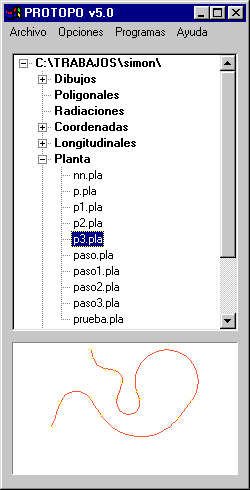 PROTOPO v5.0
Archivo Opciones Programas Ayuda
C:\TRABAJOS\simon\
Dibujos
Poligonales
Radiaciones
Coordenadas
Longitudinales
Planta
nn.pla
p.pla
p1.pla
p2.pla
p3.pla
paso.pla
paso1.pla
paso2.pla
paso3.pla
prueba.pla